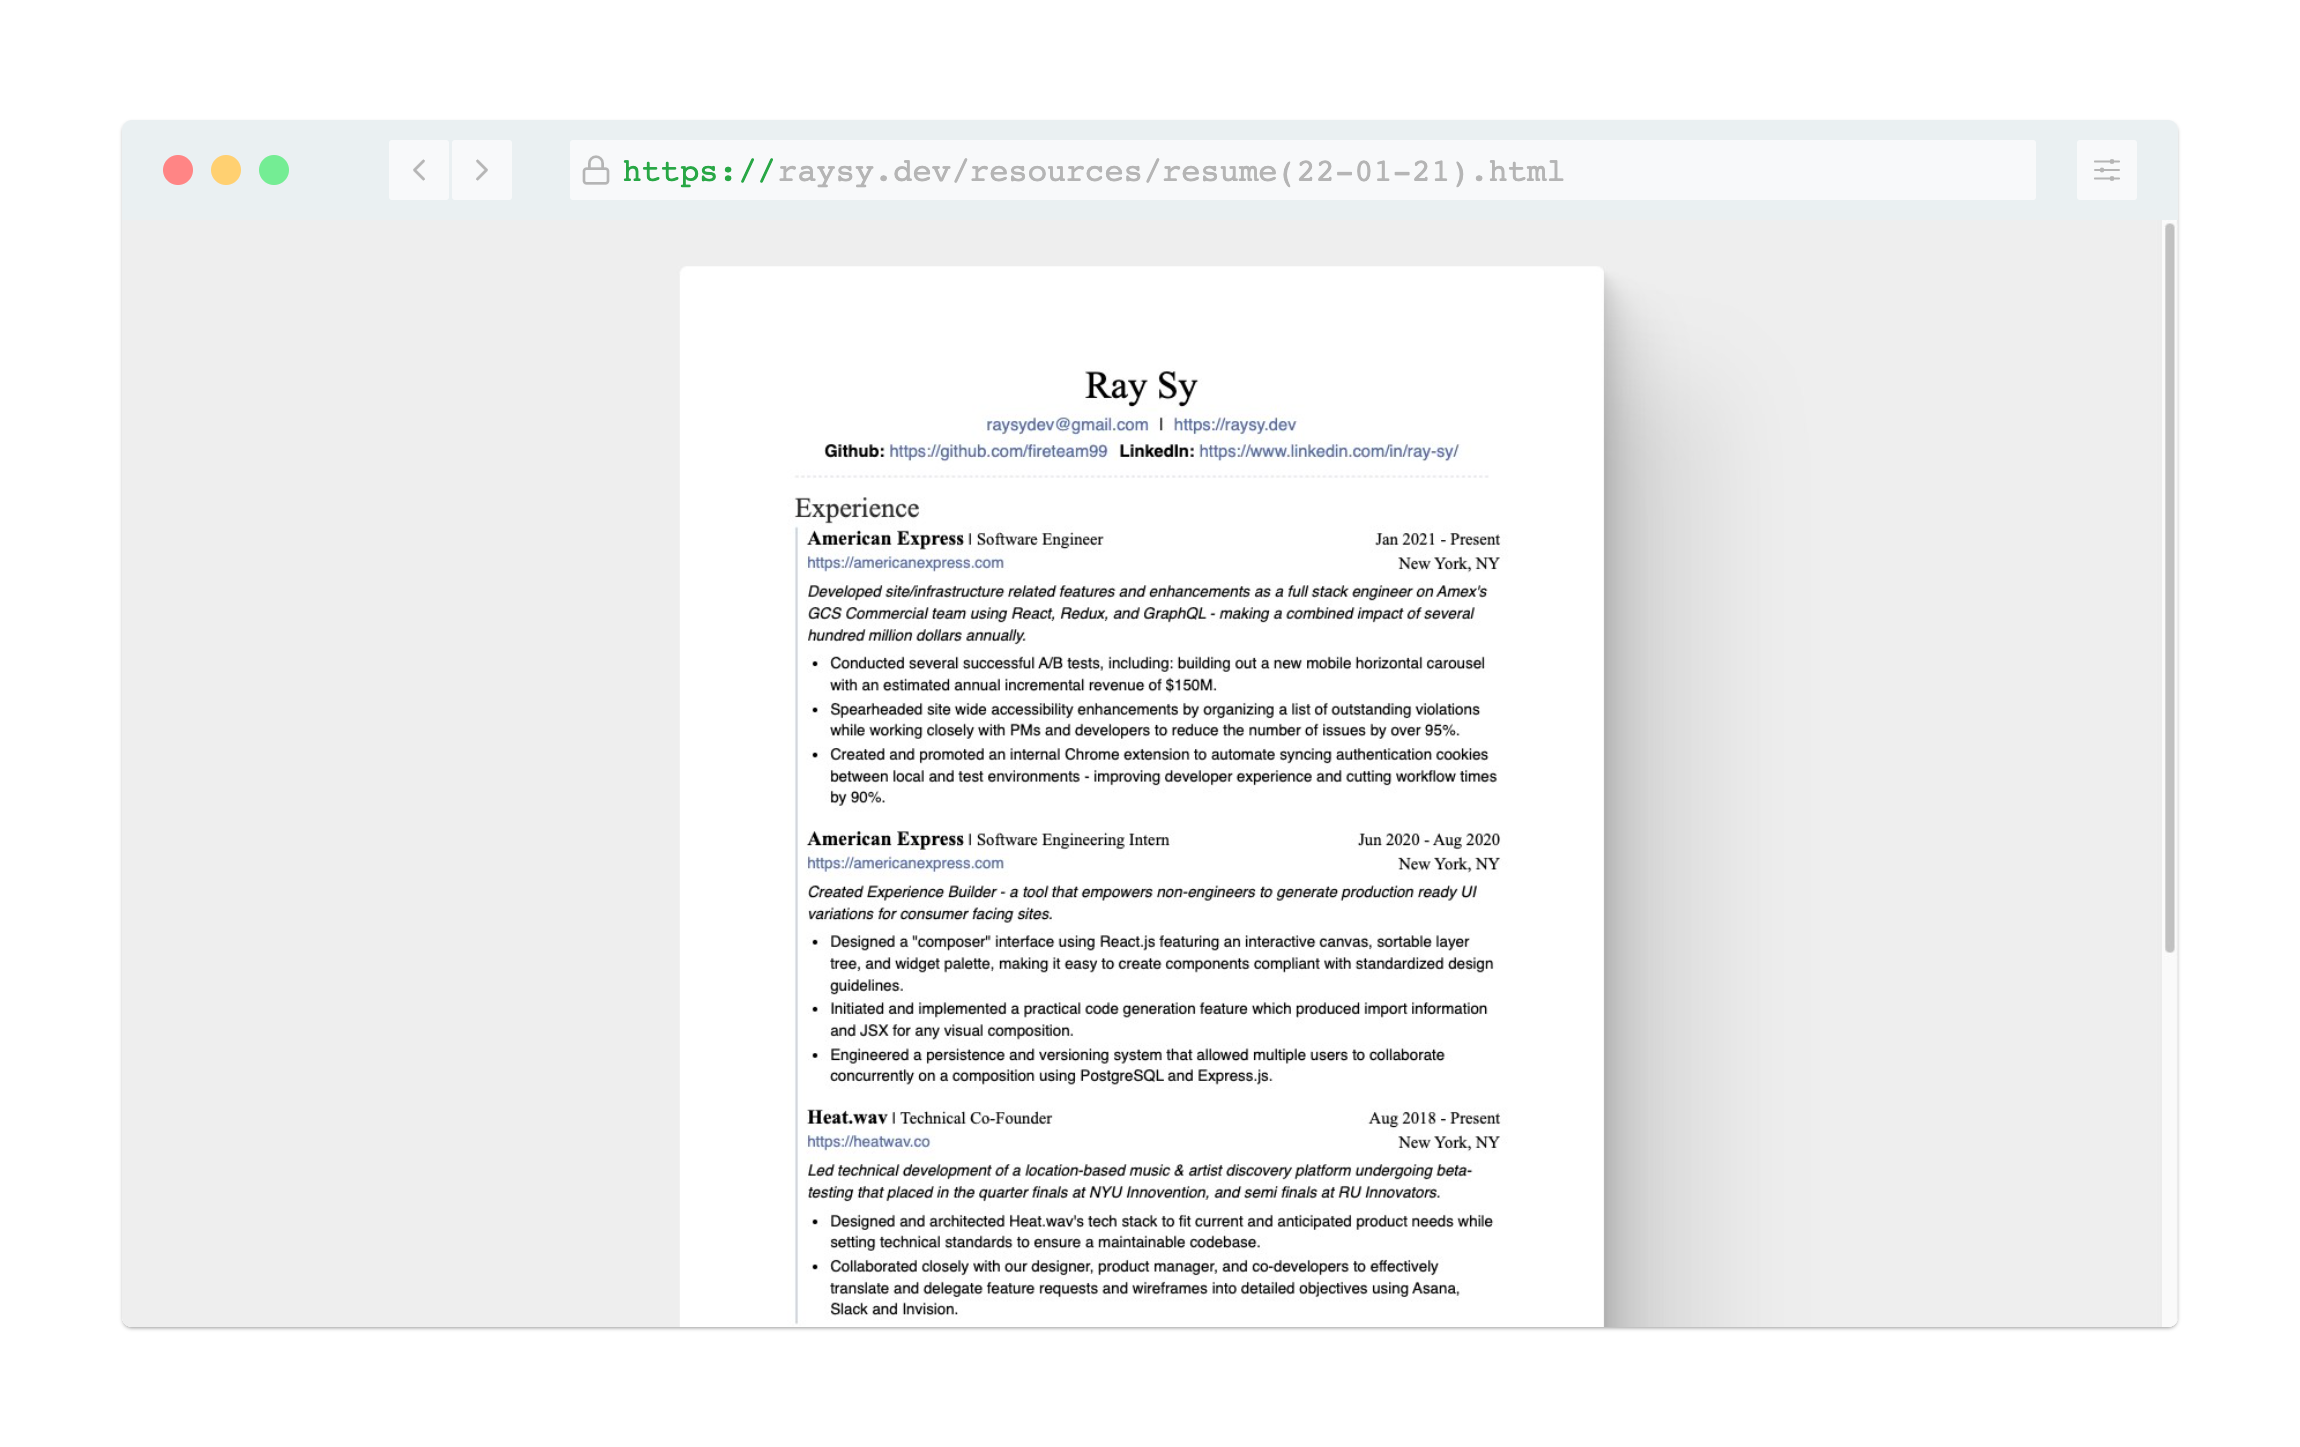 https://raysy.dev/resources/resume(22-01-21).html
Ray Sy
raysydev@gmail.com | https://raysy.dev
Github: https://github.com/fireteam99 LinkedIn: https://www.linkedin.com/in/ray-sy/
Experience
American Express | Software Engineer Jan 2021 - Present
https://americanexpress.com New York, NY
Developed site/infrastructure related features and enhancements as a full stack engineer on Amex's
GCS Commercial team using React, Redux, and GraphQL - making a combined impact of several
hundred million dollars annually.
• Conducted several successful A/B tests, including: building out a new mobile horizontal carousel
with an estimated annual incremental revenue of $150M.
• Spearheaded site wide accessibility enhancements by organizing a list of outstanding violations
while working closely with PMs and developers to reduce the number of issues by over 95%.
• Created and promoted an internal Chrome extension to automate syncing authentication cookies
between local and test environments - improving developer experience and cutting workflow times
by 90%.
American Express | Software Engineering Intern Jun 2020 - Aug 2020
https://americanexpress.com New York, NY
Created Experience Builder - a tool that empowers non-engineers to generate production ready UI
variations for consumer facing sites.
• Designed a "composer" interface using React.js featuring an interactive canvas, sortable layer
tree, and widget palette, making it easy to create components compliant with standardized design
guidelines.
• Initiated and implemented a practical code generation feature which produced import information
and JSX for any visual composition.
• Engineered a persistence and versioning system that allowed multiple users to collaborate
concurrently on a composition using PostgreSQL and Express.js.
Heat.wav | Technical Co-Founder Aug 2018 - Present
https://heatwav.co New York, NY
Led technical development of a location-based music & artist discovery platform undergoing beta-
testing that placed in the quarter finals at NYU Innovention, and semi finals at RU Innovators.
• Designed and architected Heat.wav's tech stack to fit current and anticipated product needs while
setting technical standards to ensure a maintainable codebase.
• Collaborated closely with our designer, product manager, and co-developers to effectively
translate and delegate feature requests and wireframes into detailed objectives using Asana,
Slack and Invision.